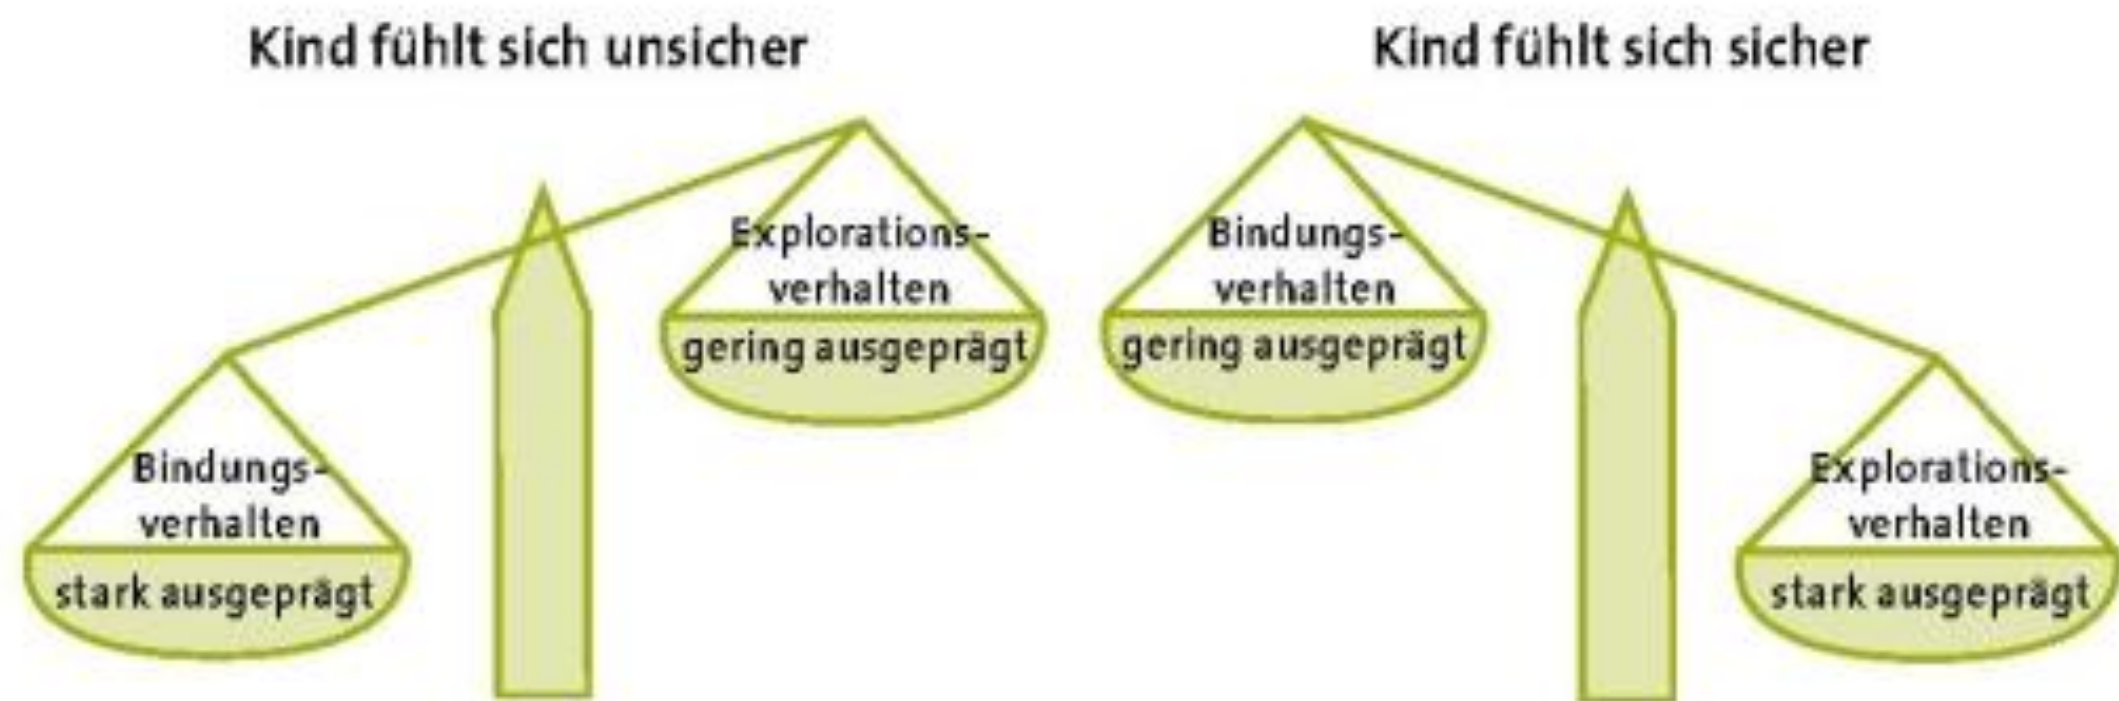 Kind fühlt sich unsicher
Explorations-
verhalten
gering ausgeprägt
Bindungs-
verhalten
stark ausgeprägt
Kind fühlt sich sicher
Bindungs-
verhalten
gering ausgeprägt
Explorations-
verhalten
stark ausgeprägt